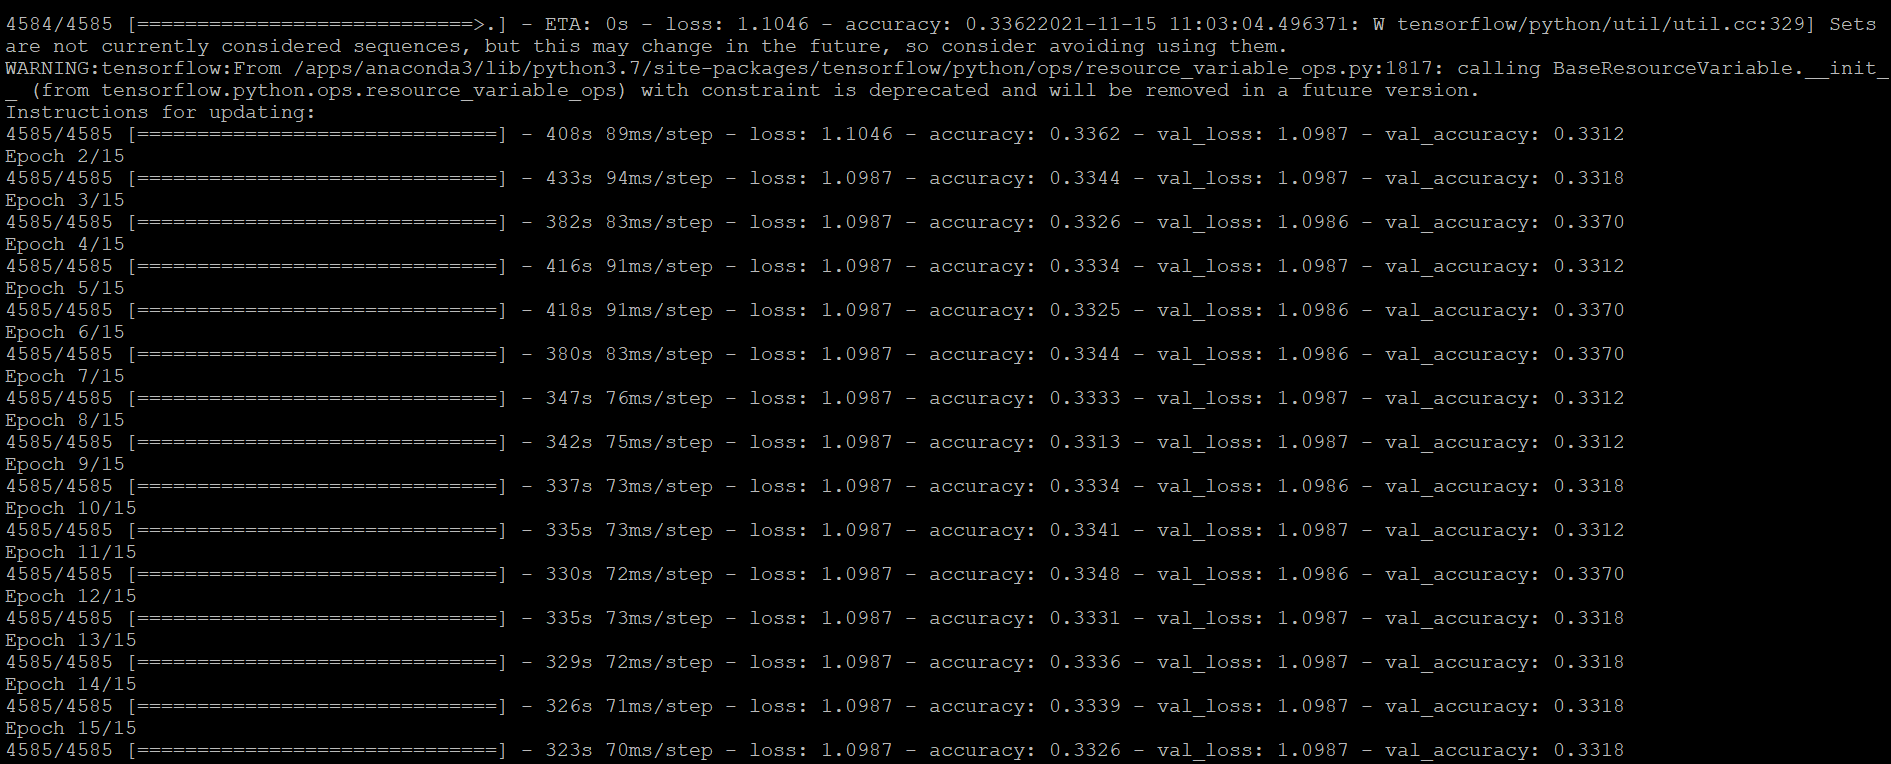 4584/4585 [============================>.] - ETA: 0s - loss: 1.1046 - accuracy: 0.33622021-11-15 11:03:04.496371: W tensorflow/python/util/util.cc:329] Sets
are not currently considered sequences, but this may change in the future, so consider avoiding using them.
WARNING:tensorflow:From /apps/anaconda3/lib/python3.7/site-packages/tensorflow/python/ops/resource_variable_ops.py:1817: calling BaseResourceVariable.__init_
_ (from tensorflow.python.ops.resource_variable_ops) with constraint is deprecated and will be removed in a future version.
Instructions for updating:
4585/4585 [==============================] - 408s 89ms/step - loss: 1.1046 - accuracy: 0.3362 - val_loss: 1.0987 - val_accuracy: 0.3312
Epoch 2/15
4585/4585 [==============================] - 433s 94ms/step - loss: 1.0987 - accuracy: 0.3344 - val_loss: 1.0987 - val_accuracy: 0.3318
Epoch 3/15
4585/4585 [==============================] - 382s 83ms/step - loss: 1.0987 - accuracy: 0.3326 - val_loss: 1.0986 - val_accuracy: 0.3370
Epoch 4/15
4585/4585 [==============================] - 416s 91ms/step - loss: 1.0987 - accuracy: 0.3334 - val_loss: 1.0987 - val_accuracy: 0.3312
Epoch 5/15
4585/4585 [==============================] - 418s 91ms/step - loss: 1.0987 - accuracy: 0.3325 - val_loss: 1.0986 - val_accuracy: 0.3370
Epoch 6/15
4585/4585 [==============================] - 380s 83ms/step - loss: 1.0987 - accuracy: 0.3344 - val_loss: 1.0986 - val_accuracy: 0.3370
Epoch 7/15
4585/4585 [==============================] - 347s 76ms/step - loss: 1.0987 - accuracy: 0.3333 - val_loss: 1.0987 - val_accuracy: 0.3312
Epoch 8/15
4585/4585 [==============================] - 342s 75ms/step - loss: 1.0987 - accuracy: 0.3313 - val_loss: 1.0987 - val_accuracy: 0.3312
Epoch 9/15
4585/4585 [==============================] - 337s 73ms/step - loss: 1.0987 - accuracy: 0.3334 - val_loss: 1.0986 - val_accuracy: 0.3318
Epoch 10/15
4585/4585 [==============================] - 335s 73ms/step - loss: 1.0987 - accuracy: 0.3341 - val_loss: 1.0987 - val_accuracy: 0.3312
Epoch 11/15
4585/4585 [==============================] - 330s 72ms/step - loss: 1.0987 - accuracy: 0.3348 - val_loss: 1.0986 - val_accuracy: 0.3370
Epoch 12/15
4585/4585 [==============================] - 335s 73ms/step - loss: 1.0987 - accuracy: 0.3331 - val_loss: 1.0987 - val_accuracy: 0.3318
Epoch 13/15
4585/4585 [==============================] - 329s 72ms/step - loss: 1.0987 - accuracy: 0.3336 - val_loss: 1.0987 - val_accuracy: 0.3318
Epoch 14/15
4585/4585 [==============================] - 326s 71ms/step - loss: 1.0987 - accuracy: 0.3339 - val_loss: 1.0987 - val_accuracy: 0.3318
Epoch 15/15
4585/4585 [==============================] - 323s 70ms/step - loss: 1.0987 - accuracy: 0.3326 - val_loss: 1.0987 - val_accuracy: 0.3318